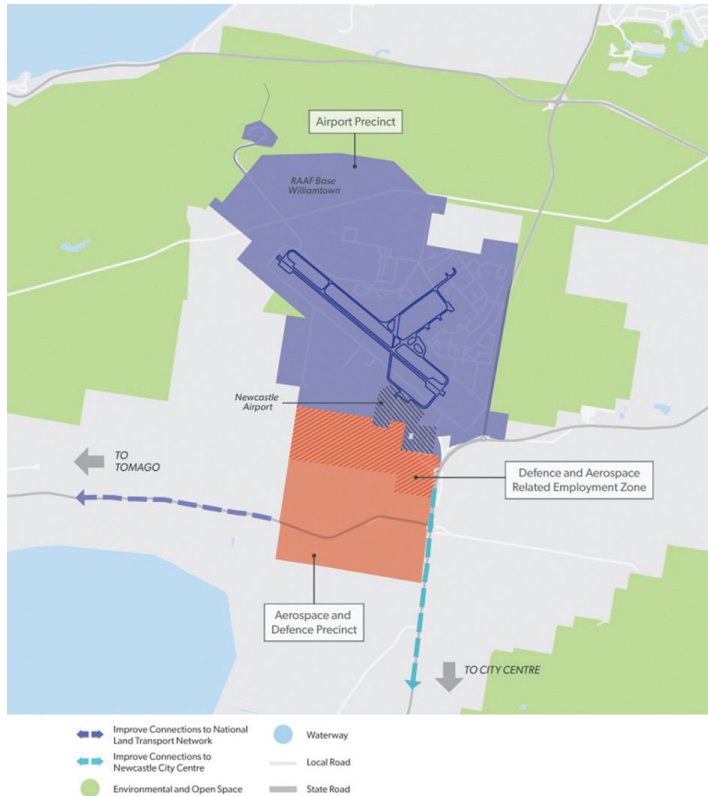 Airport Precinct
RAAF Base
Williamtown
Newcastle
Airport
TO
TOMAGO
Defence and Aerospace
Related Employment Zone
Aerospace and
Defence Precinct
TO CITY CENTRE
Improve Connections to National
Land Transport Network
Waterway
Improve Connections to
Newcastle City Centre
Local Road
Environmental and Open Space
State Road